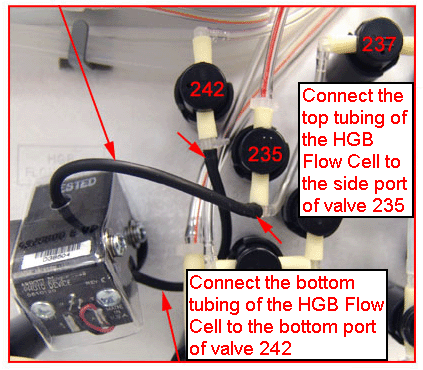 237
242
235
Connect the
top tubing of
the HGB
Flow Cell to
the side port
of valve 235
HGB
TESTED
Connect the bottom
tubing of the HGB Flow
Cell to the bottom port
of valve 242